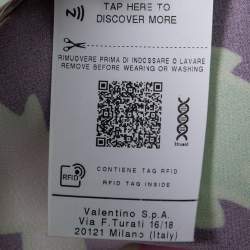 TAP HERE TO
DISCOVER MORE
RIMUOVERE PRIMA DI INDOSSARE O LAVARE
REMOVE BEFORE WEARING OR WASHING
RFID
CONTIENE TAG RFID
RFID TAG INSIDE
Valentino S.p.A.
Via F.Turati 16/18
20121 Milano (Italy)